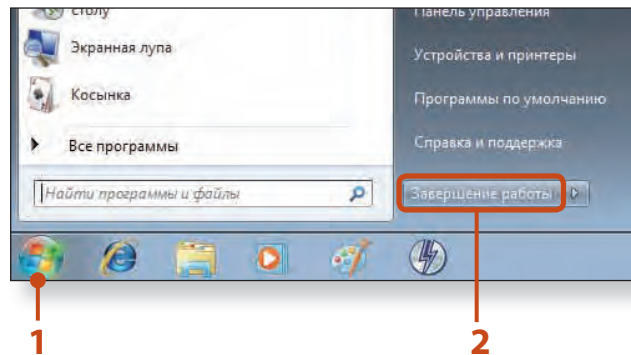 столу
Панель управления
Экранная лупа
Устройства и принтеры
Косынка
Программы по умолчанию
Все программы
Справка и поддержка
Найти программы и файлы
Завершение работы
1
2